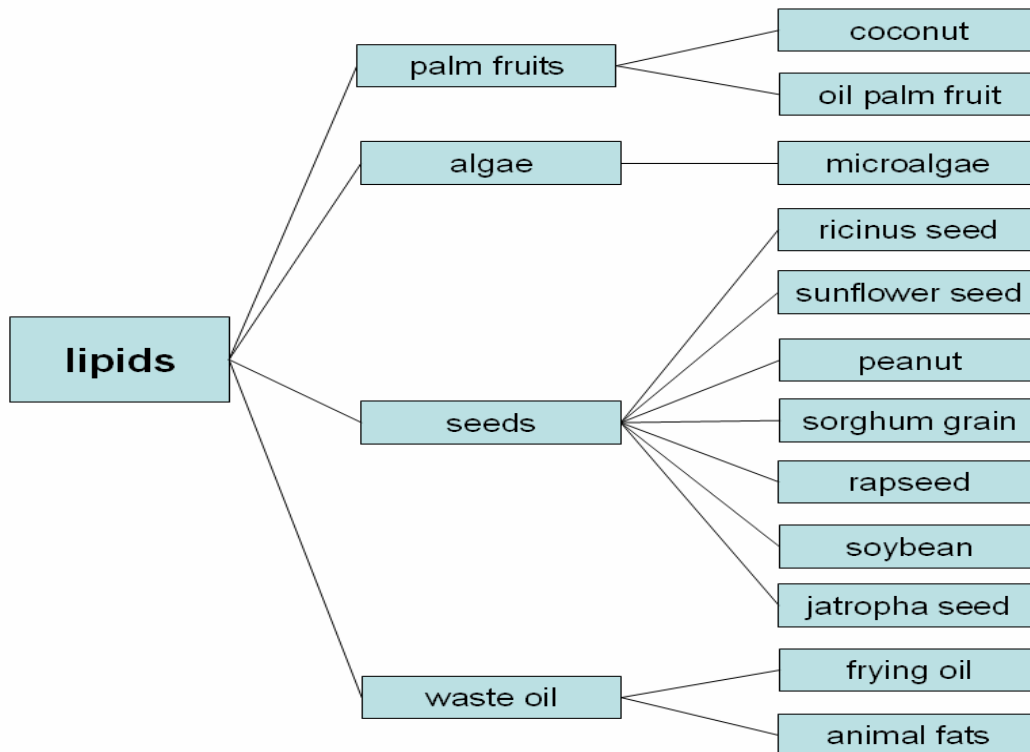 lipids
palm fruits
coconut
oil palm fruit
algae
microalgae
seeds
ricinus seed
sunflower seed
peanut
sorghum grain
rapseed
soybean
jatropha seed
waste oil
frying oil
animal fats